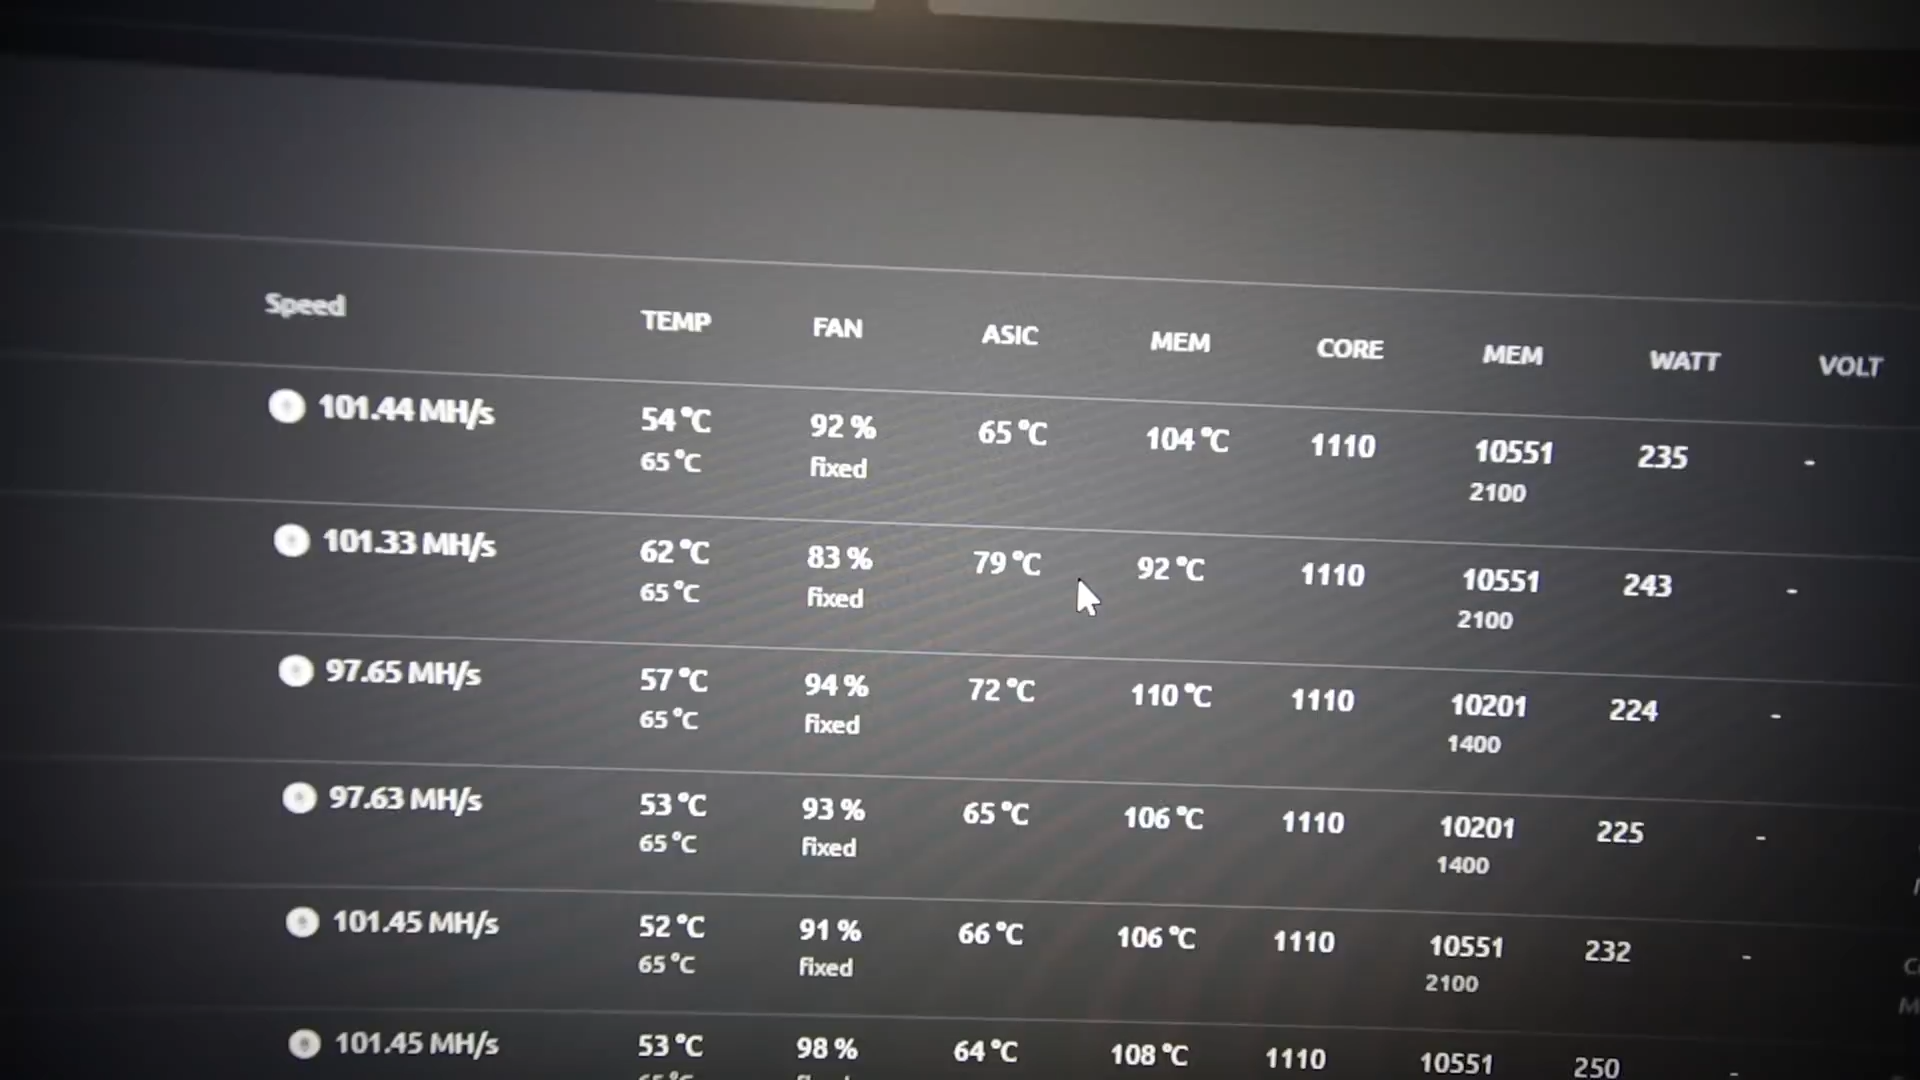 Speed TEMP FAN ASIC MEM CORE MEM WATT VOLT
101.44 MH/s 54 °C 92 % 65 °C 104 °C 1110 10551 235 -
65 °C fixed 2100
101.33 MH/s 62 °C 83 % 79 °C 92 °C 1110 10551 243 -
65 °C fixed 2100
97.65 MH/s 57 °C 94 % 72 °C 110 °C 1110 10201 224 -
65 °C fixed 1400
97.63 MH/s 53 °C 93 % 65 °C 106 °C 1110 10201 225 -
65 °C fixed 1400
101.45 MH/s 52 °C 91 % 66 °C 106 °C 1110 10551 232 -
65 °C fixed 2100
101.45 MH/s 53 °C 98 % 64 °C 108 °C 1110 10551 250 -